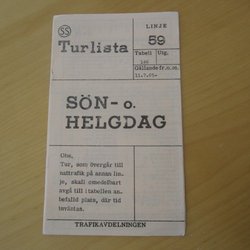 SS
LINJE
Turlista 59
Tabell Utg.
Gällande fr.o.m.
SÖN- o.
HELGDAG
Obs,
Tur, som övergår till
nattrafik på annan lin-
je, skall omedelbart
avgå till i tabellen an-
befalld plats, där tid
inväntas.
TRAFIKAVDELNINGEN